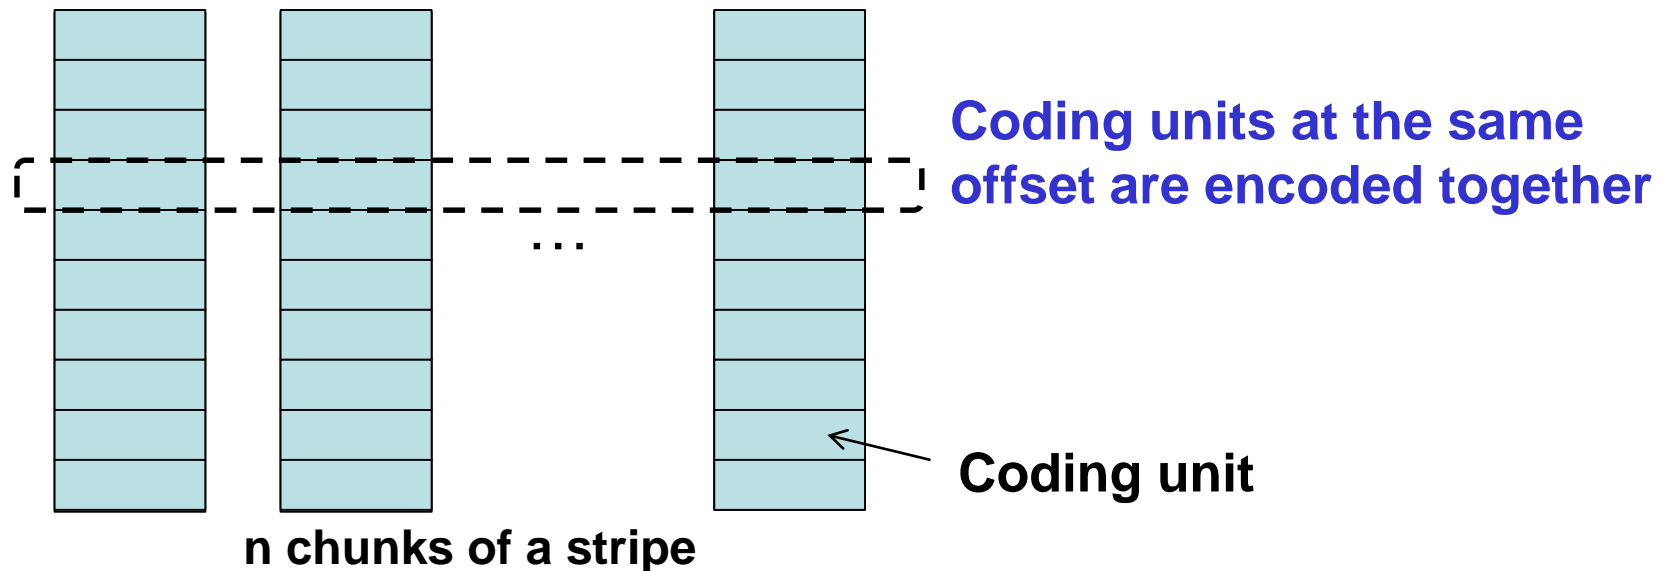 Coding units at the same
offset are encoded together
...
Coding unit
n chunks of a stripe